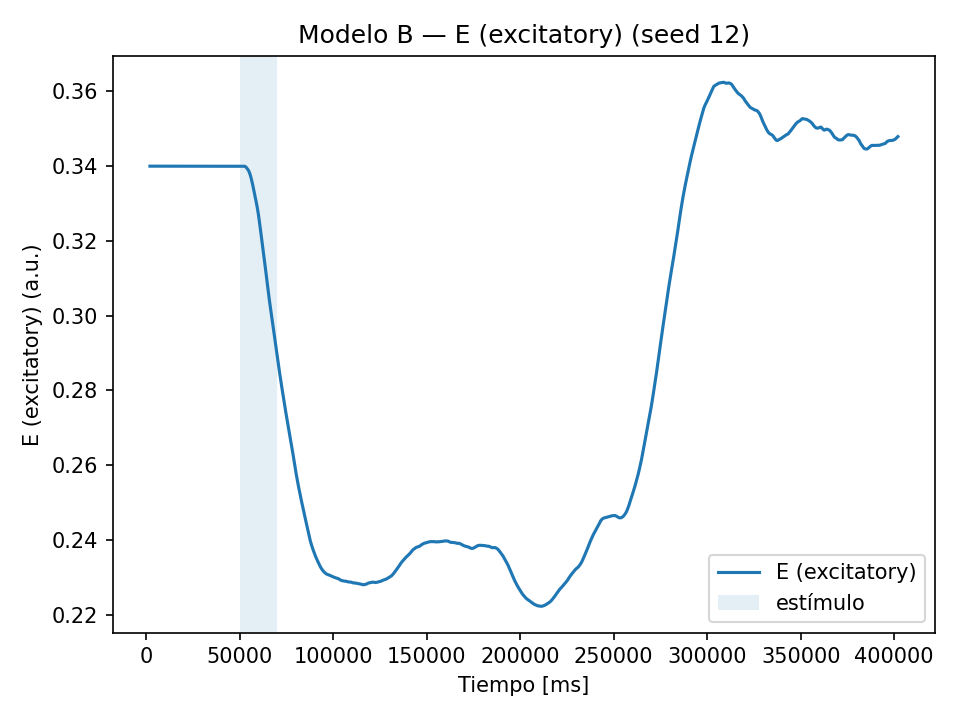 Modelo B — E (excitatory) (seed 12)
E (excitatory) (a.u.)
0.36
0.34
0.32
0.30
0.28
0.26
0.24
0.22
E (excitatory)
estímulo
0 50000 100000 150000 200000 250000 300000 350000 400000
Tiempo [ms]